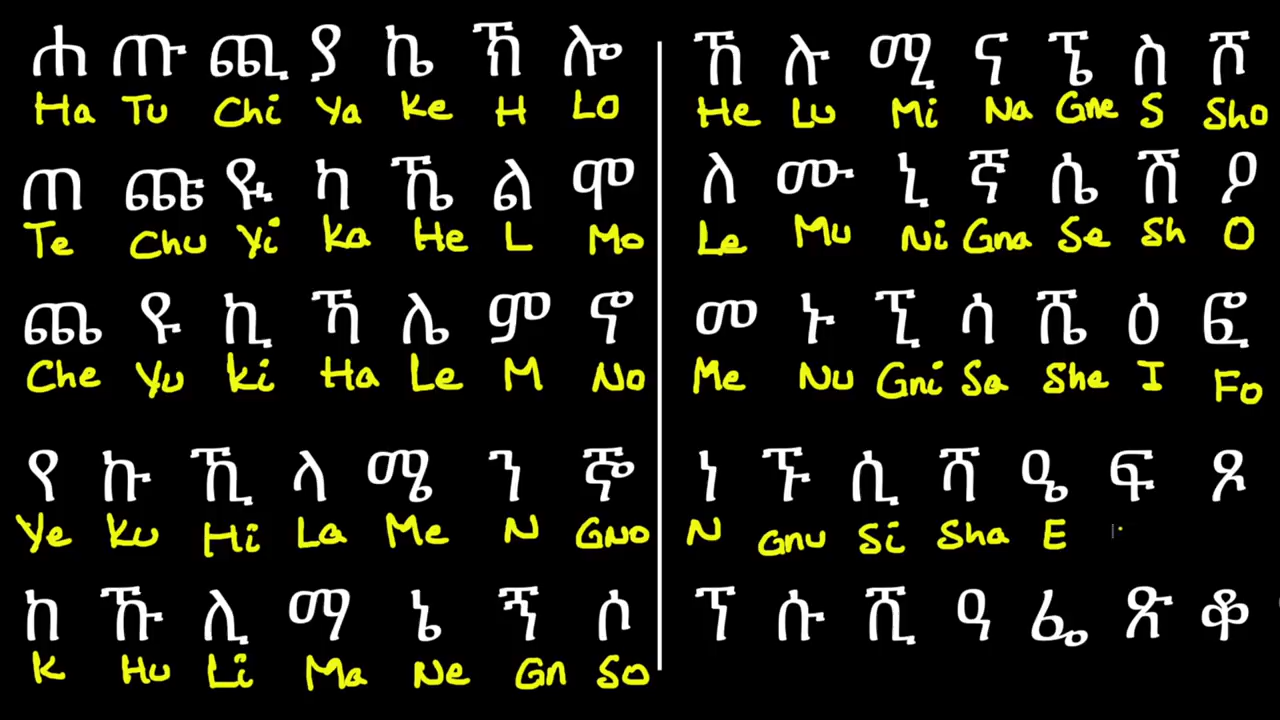 ሐ ጡ ጪ ያ ኬ ኽ ሎ
Ha Tu Chi Ya Ke H Lo
ጠ ጩ ዪ ካ ኼ ል ሞ
Te Chu Yi Ka He L Mo
ጨ ዩ ኪ ኻ ሌ ም ኖ
Che Yu Ki Ha Le M No
የ ኩ ኺ ላ ሜ ን ኞ
Ye Ku Hi La Me N Gno
ከ ኹ ሊ ማ ኔ ኝ ሶ
K Hu Li Ma Ne Gn So
ኸ ሉ ሚ ና ኜ ስ ሾ
He Lu Mi Na Gne S Sho
ለ ሙ ኒ ኛ ሴ ሽ ዖ
Le Mu Ni Gna Se Sh O
መ ኑ ኚ ሳ ሼ ዕ ፎ
Me Nu Gni Sa She I Fo
ነ ኙ ሲ ሻ ዔ ፍ ጾ
N Gnu Si Sha E
ኘ ሱ ሺ ዓ ፌ ጽ ቆ